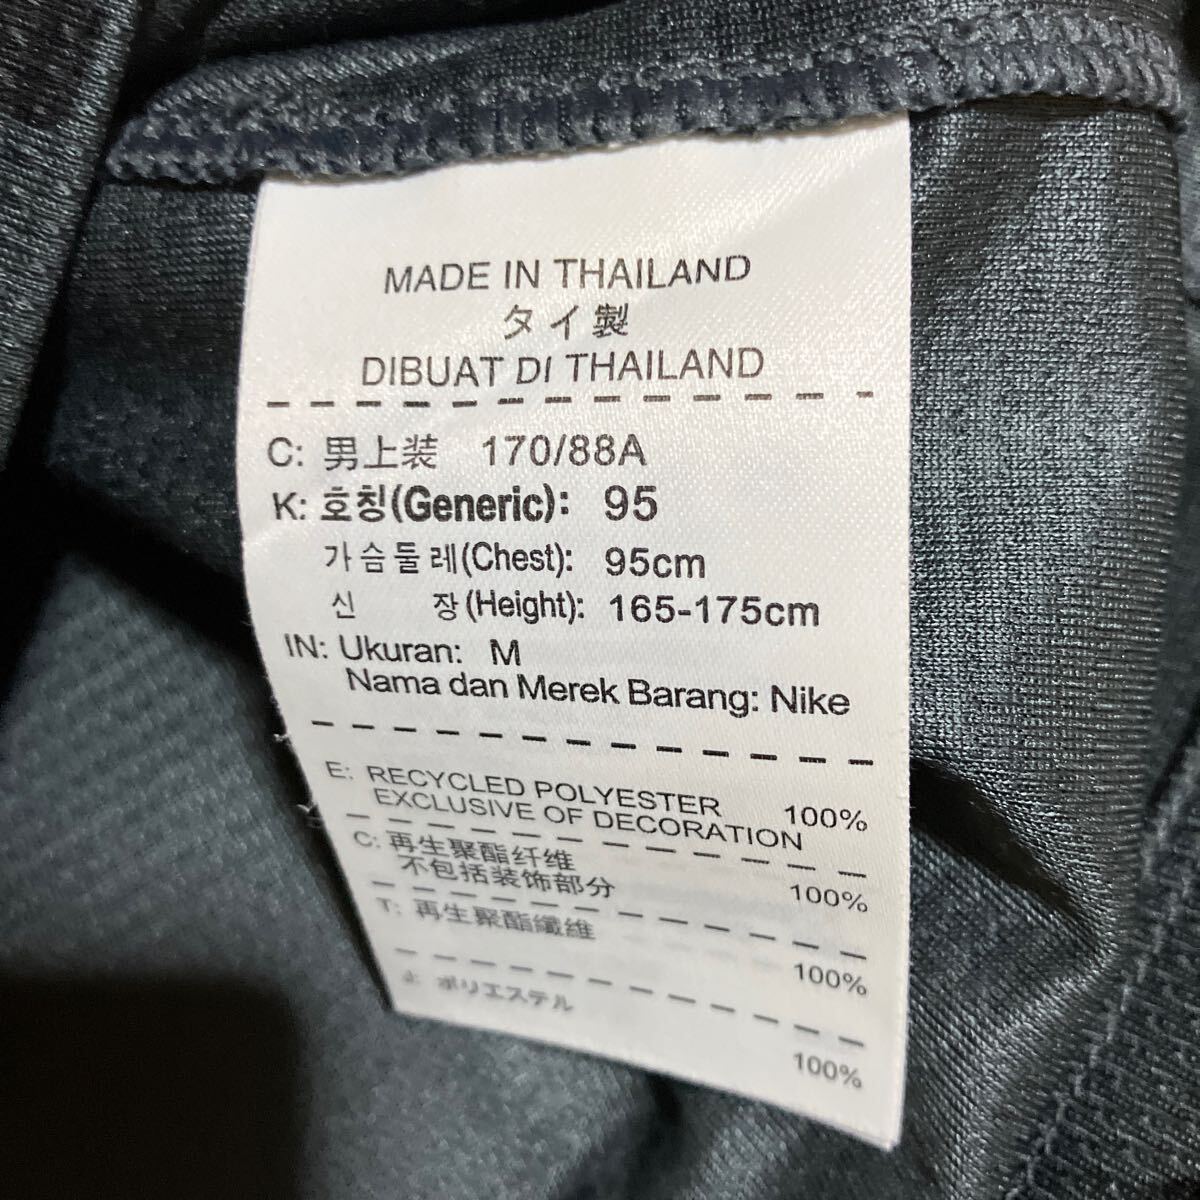 MADE IN THAILAND
タイ製
DIBUAT DI THAILAND
C: 男上装 170/88A
K: 호칭(Generic): 95
가슴둘레(Chest): 95cm
신 장(Height): 165-175cm
IN: Ukuran: M
Nama dan Merek Barang: Nike
E: RECYCLED POLYESTER 100%
EXCLUSIVE OF DECORATION
C: 再生聚酯纤维 100%
不包括装饰部分
T: 再生聚酯纖維 100%
J: ポリエステル 100%